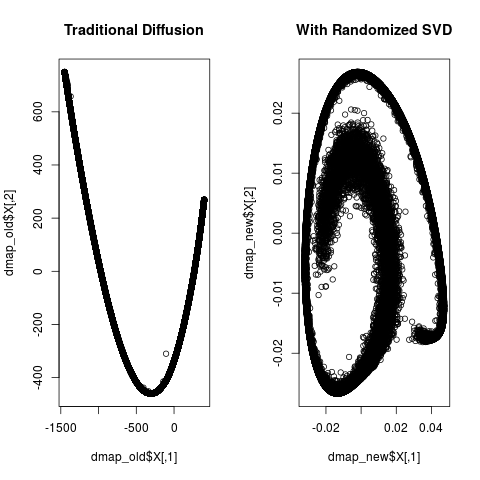 Traditional Diffusion
With Randomized SVD
dmap_old$X[,2]
600
400
200
0
-200
-400
-1500
-500
0
dmap_old$X[,1]
dmap_new$X[,2]
0.02
0.01
0.00
-0.01
-0.02
-0.02
0.02
0.04
dmap_new$X[,1]